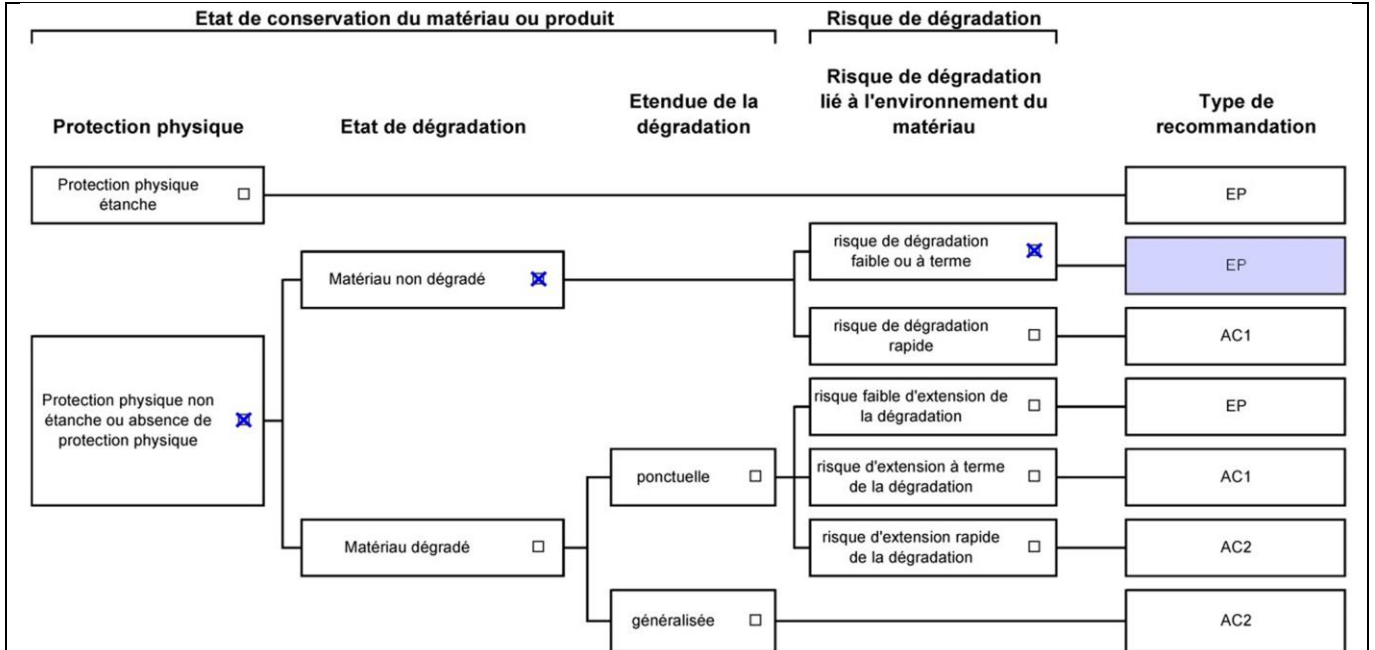 Etat de conservation du matériau ou produit
Risque de dégradation
Protection physique
Etat de dégradation
Etendue de la
dégradation
Risque de dégradation
lié à l'environnement du
matériau
Type de
recommandation
Protection physique
étanche
EP
risque de dégradation
faible ou à terme
EP
Matériau non dégradé
risque de dégradation
rapide
AC1
Protection physique non
étanche ou absence de
protection physique
risque faible d'extension de
la dégradation
EP
ponctuelle
risque d'extension à terme
de la dégradation
AC1
Matériau dégradé
risque d'extension rapide
de la dégradation
AC2
généralisée
AC2